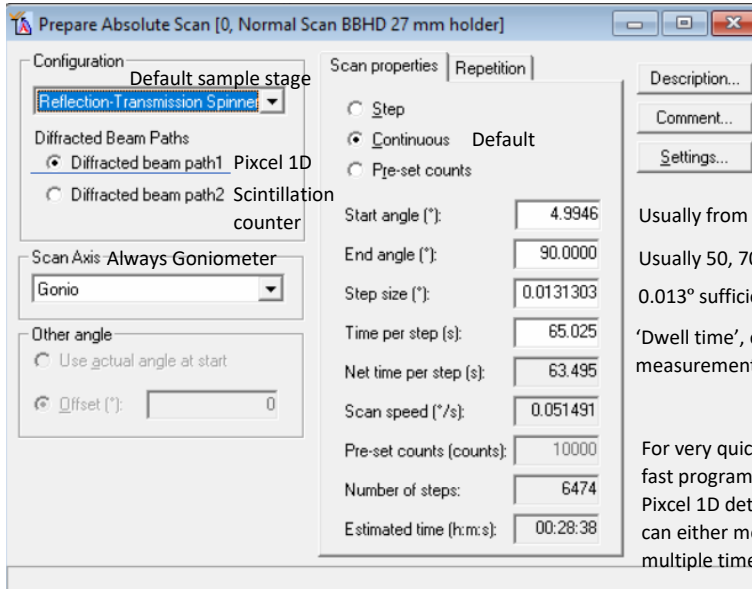 Prepare Absolute Scan [0, Normal Scan BBHD 27 mm holder]
Configuration
Default sample stage
Reflection-Transmission Spinner
Diffracted Beam Paths
Diffracted beam path1 Pixcel 1D
Diffracted beam path2 Scintillation
counter
Scan Axis Always Goniometer
Gonio
Other angle
Use actual angle at start
Offset (°): 0
Scan properties Repetition
Step
Continuous Default
Pre-set counts
Start angle (°): 4.9946
End angle (°): 90.0000
Step size (°): 0.0131303
Time per step (s): 65.025
Net time per step (s): 63.495
Scan speed (°/s): 0.051491
Pre-set counts (counts): 10000
Number of steps: 6474
Estimated time (h:m:s): 00:28:38
Description...
Comment...
Settings...
Usually from
Usually 50, 70
0.013° suffici
‘Dwell time’,
measurement
For very quic
fast program
Pixcel 1D det
can either m
multiple time